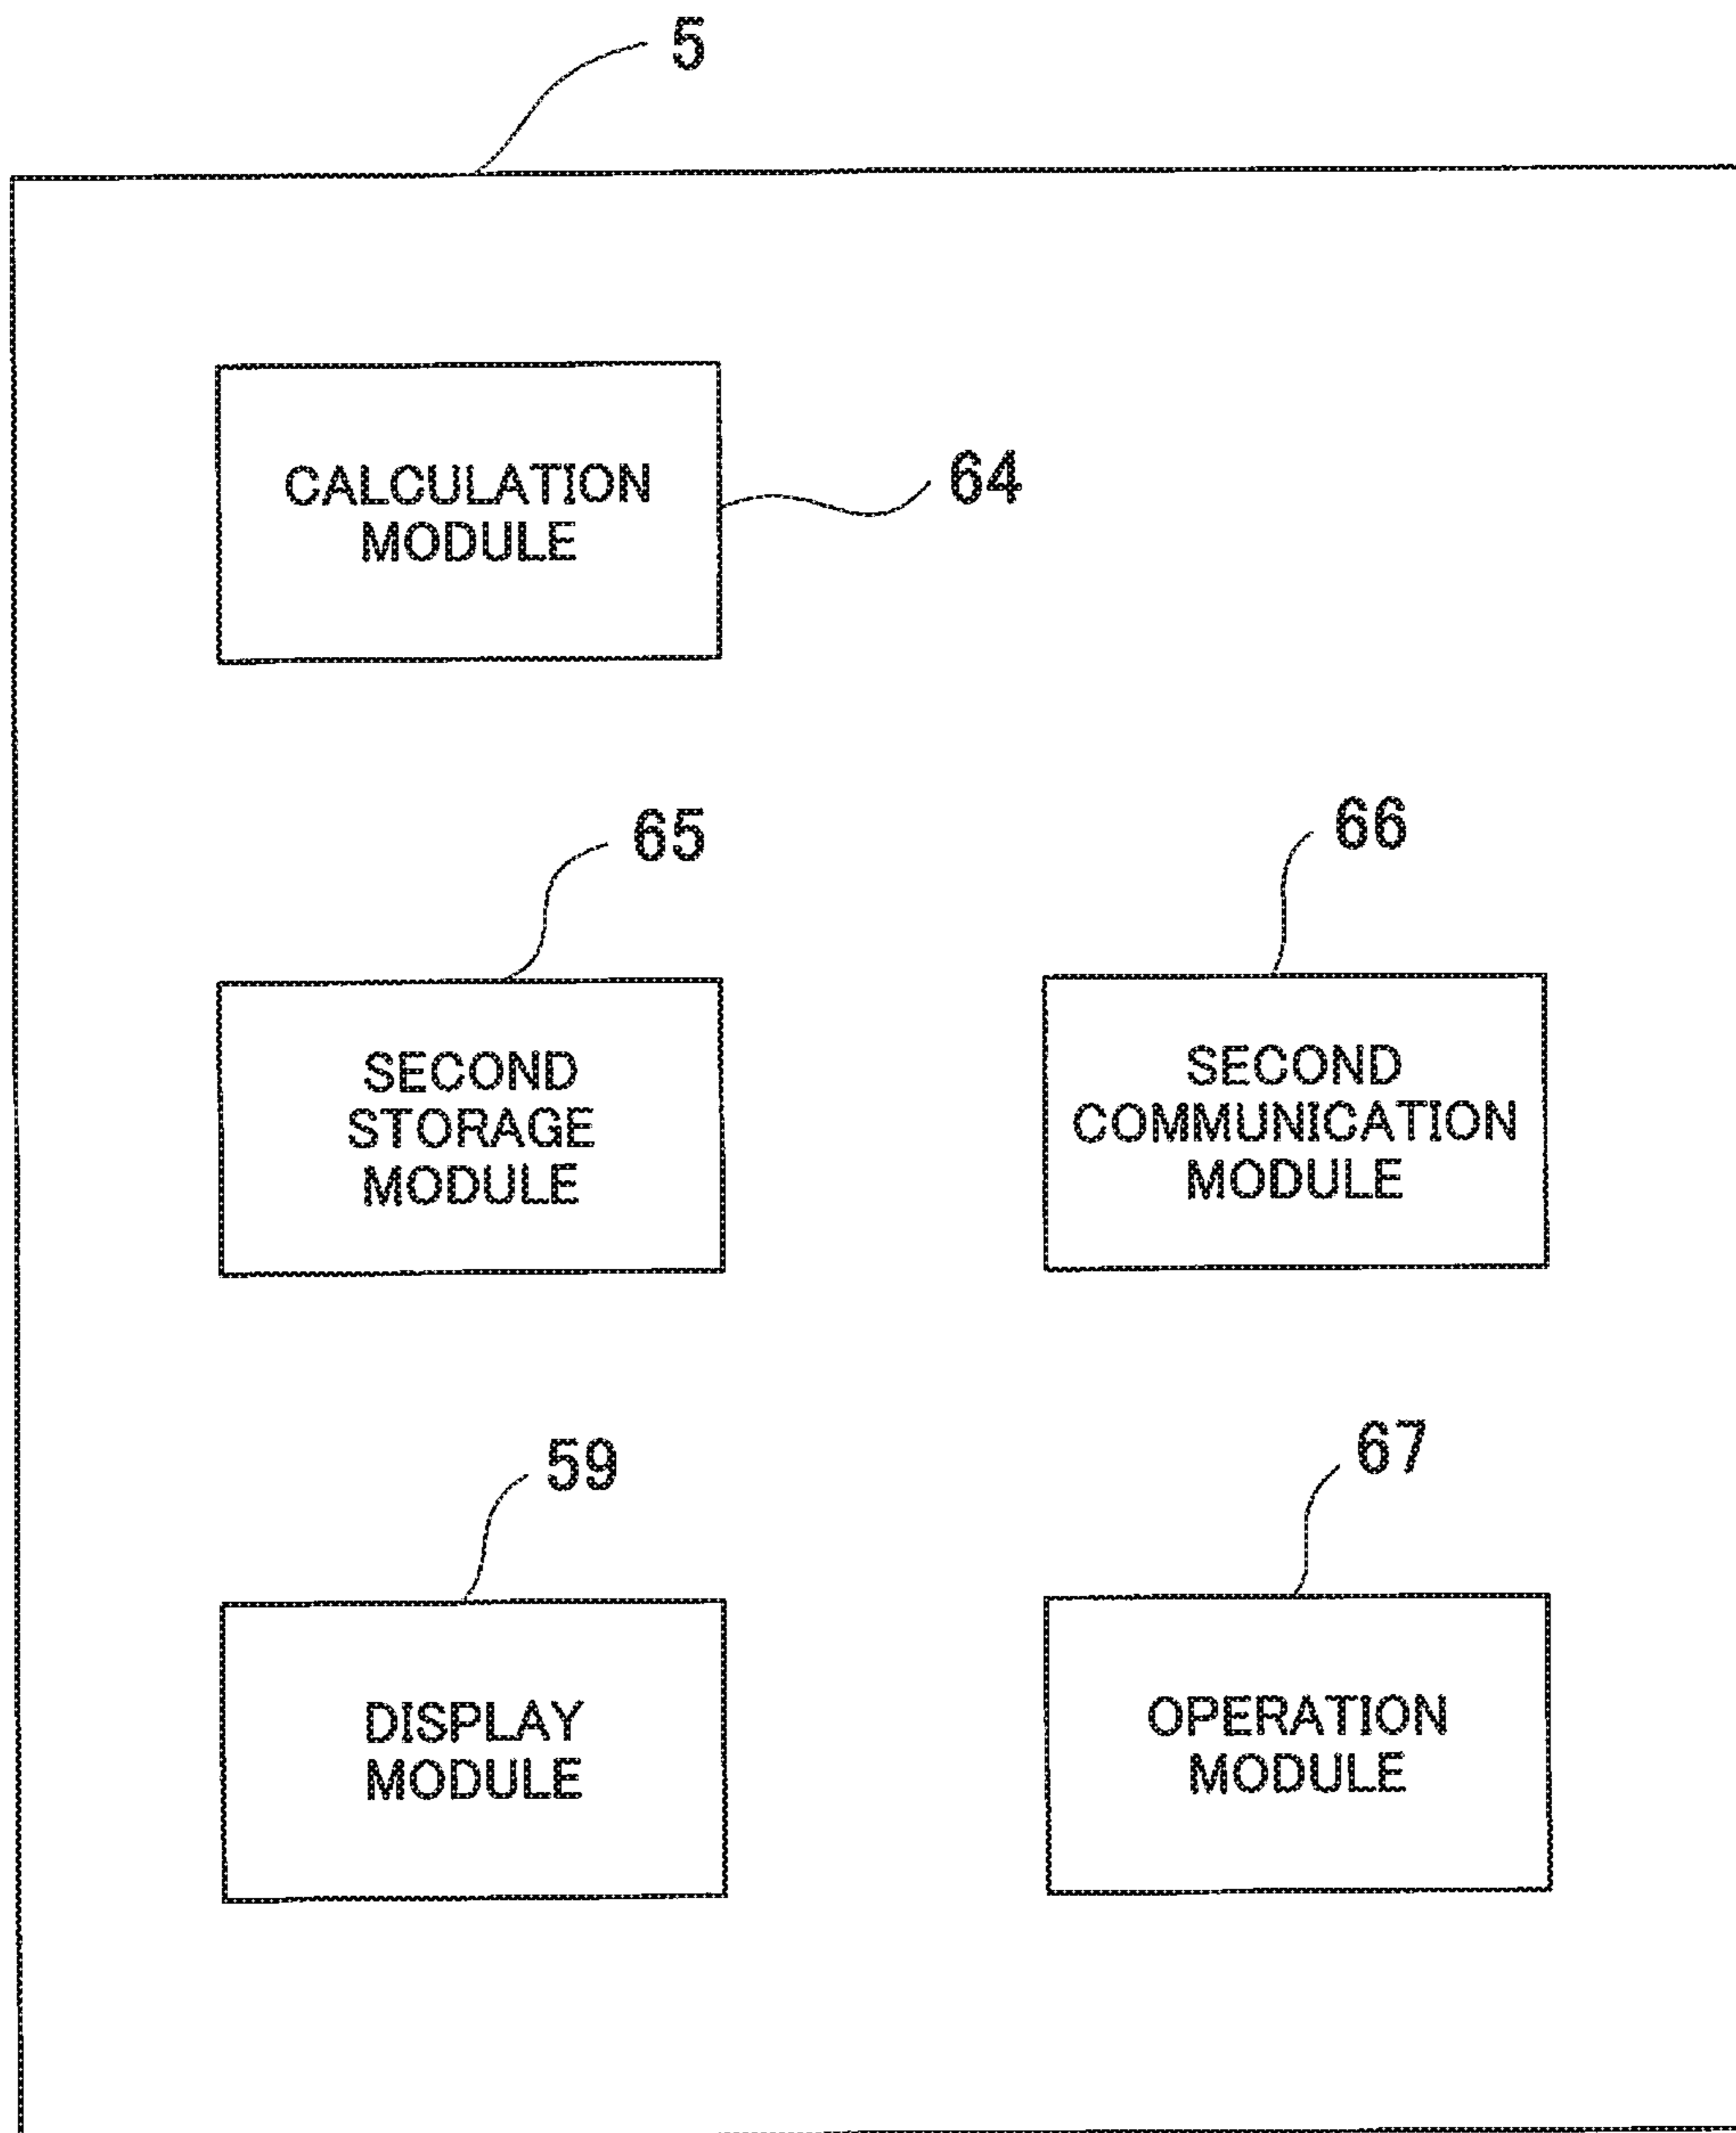 5
CALCULATION
MODULE
64
65
66
SECOND
STORAGE
MODULE
SECOND
COMMUNICATION
MODULE
59
67
DISPLAY
MODULE
OPERATION
MODULE